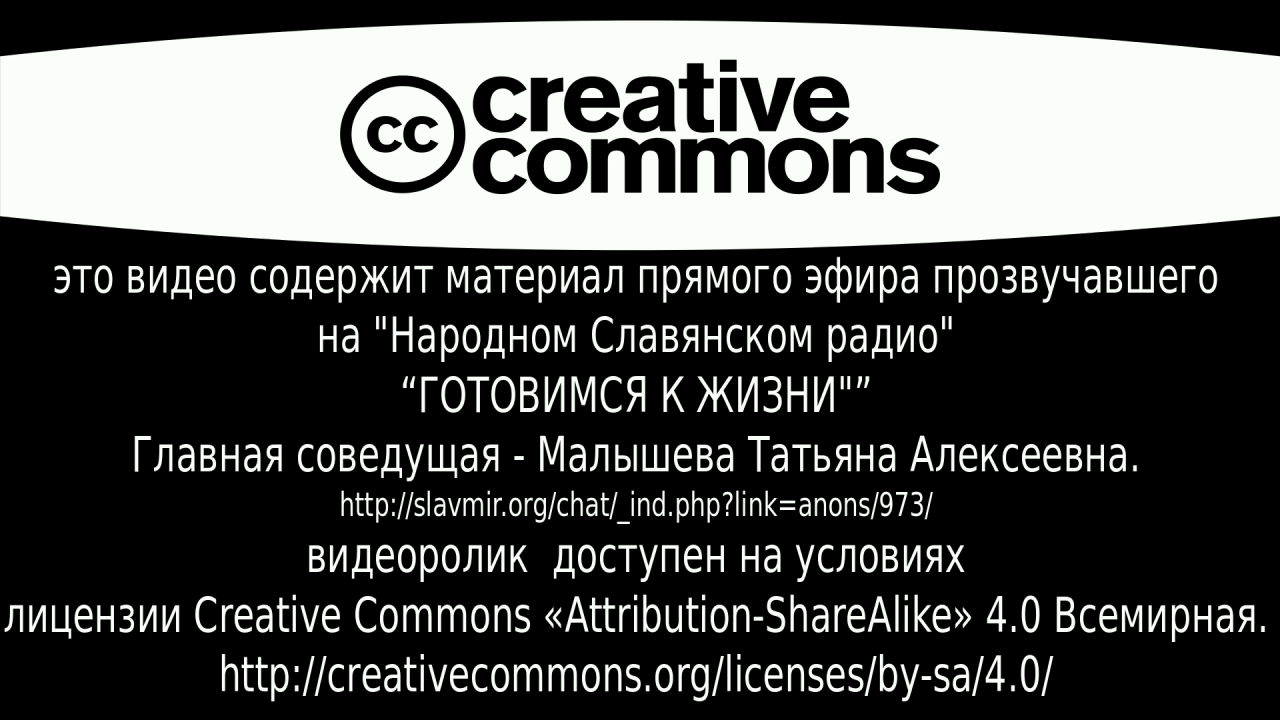 cc creative
commons
это видео содержит материал прямого эфира прозвучавшего
на "Народном Славянском радио"
“ГОТОВИМСЯ К ЖИЗНИ"”
Главная соведущая - Малышева Татьяна Алексеевна.
http://slavmir.org/chat/_ind.php?link=anons/973/
видеоролик  доступен на условиях
лицензии Creative Commons «Attribution-ShareAlike» 4.0 Всемирная.
http://creativecommons.org/licenses/by-sa/4.0/